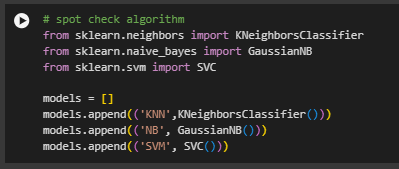 # spot check algorithm
from sklearn.neighbors import KNeighborsClassifier
from sklearn.naive_bayes import GaussianNB
from sklearn.svm import SVC

models = []
models.append(('KNN',KNeighborsClassifier()))
models.append(('NB', GaussianNB()))
models.append(('SVM', SVC()))